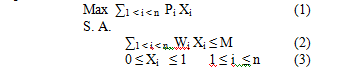 Max ∑1 < i < n Pi Xi (1)
S. A.
∑1 < i < n Wi Xi ≤ M (2)
0 ≤ Xi ≤ 1 1 ≤ i ≤ n (3)